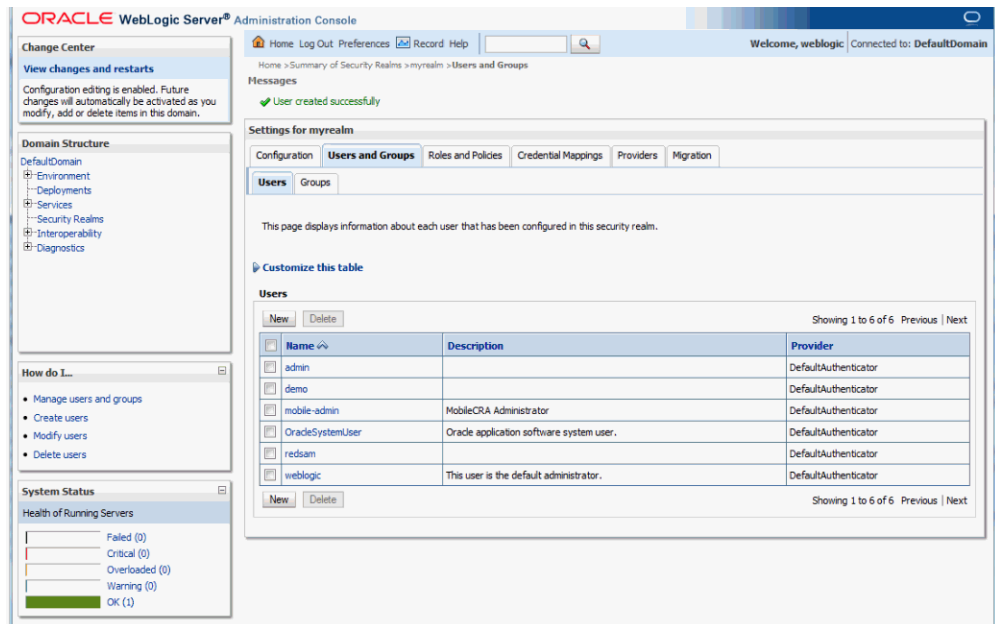 ORACLE WebLogic Server® Administration Console
Change Center
View changes and restarts
Configuration editing is enabled. Future
changes will automatically be activated as you
modify, add or delete items in this domain.
Domain Structure
DefaultDomain
Environment
Deployments
Services
Security Realms
Interoperability
Diagnostics
How do I...
Manage users and groups
Create users
Modify users
Delete users
System Status
Health of Running Servers
Failed (0)
Critical (0)
Overloaded (0)
Warning (0)
OK (1)
Home Log Out Preferences Record Help
Welcome, weblogic Connected to: DefaultDomain
Home >Summary of Security Realms >myrealm >Users and Groups
Messages
User created successfully
Settings for myrealm
Configuration Users and Groups Roles and Policies Credential Mappings Providers Migration
Users Groups
This page displays information about each user that has been configured in this security realm.
Customize this table
Users
New Delete Showing 1 to 6 of 6 Previous | Next
Name Description Provider
admin DefaultAuthenticator
demo DefaultAuthenticator
mobile-admin MobileCRA Administrator DefaultAuthenticator
OracleSystemUser Oracle application software system user. DefaultAuthenticator
redsam DefaultAuthenticator
weblogic This user is the default administrator. DefaultAuthenticator
New Delete Showing 1 to 6 of 6 Previous | Next